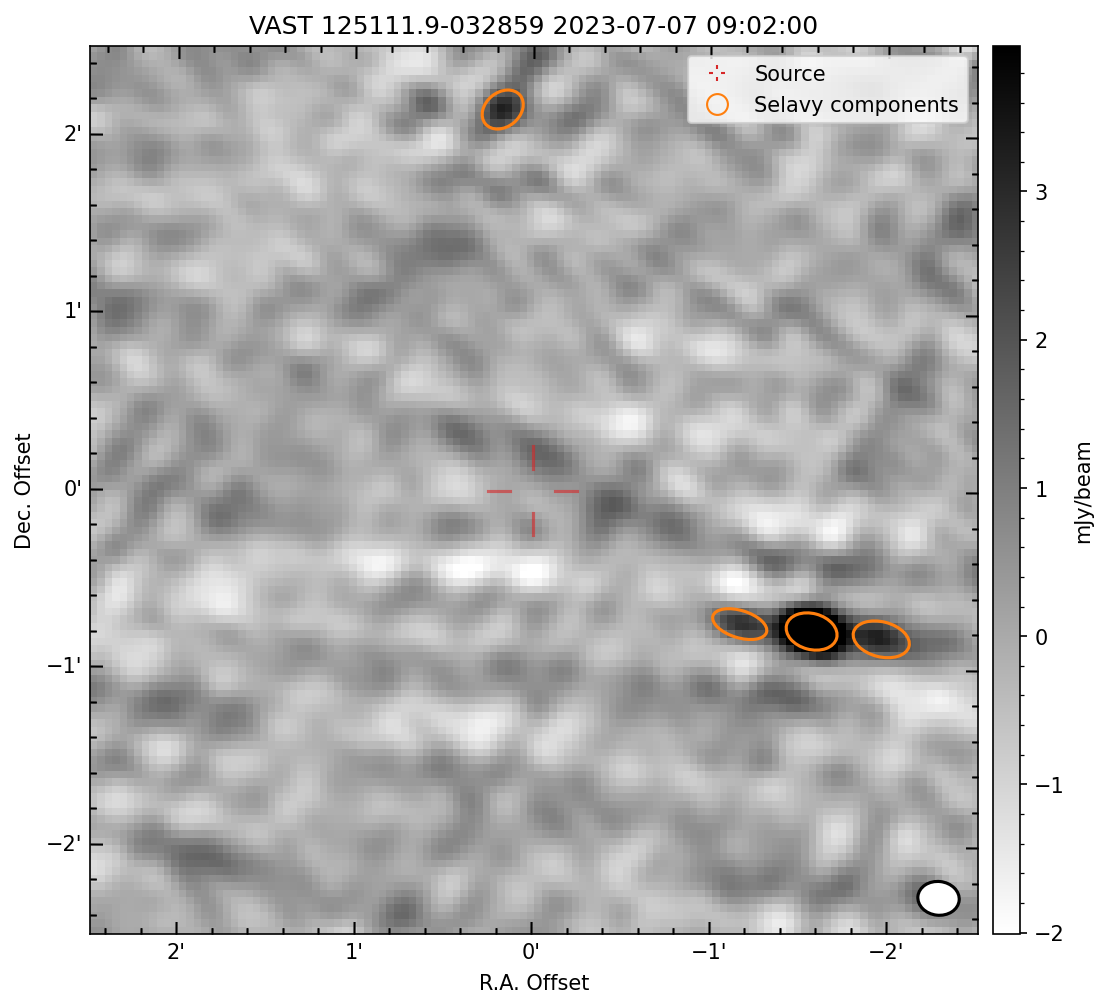 VAST 125111.9-032859 2023-07-07 09:02:00
Source
Selavy components
2'
1'
0'
−1'
−2'
Dec. Offset
2'
1'
0'
−1'
−2'
R.A. Offset
3
2
1
0
−1
−2
mJy/beam